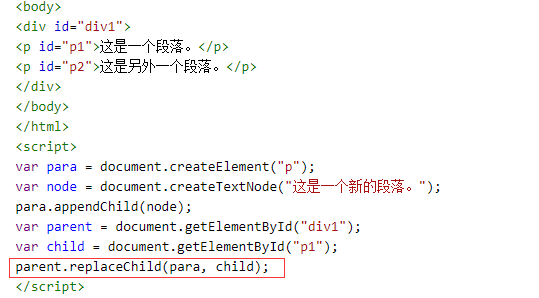 <body>
<div id="div1">
<p id="p1">这是一个段落。</p>
<p id="p2">这是另外一个段落。</p>
</div>
</body>
</html>
<script>
var para = document.createElement("p");
var node = document.createTextNode("这是一个新的段落。");
para.appendChild(node);
var parent = document.getElementById("div1");
var child = document.getElementById("p1");
parent.replaceChild(para, child);
</script>